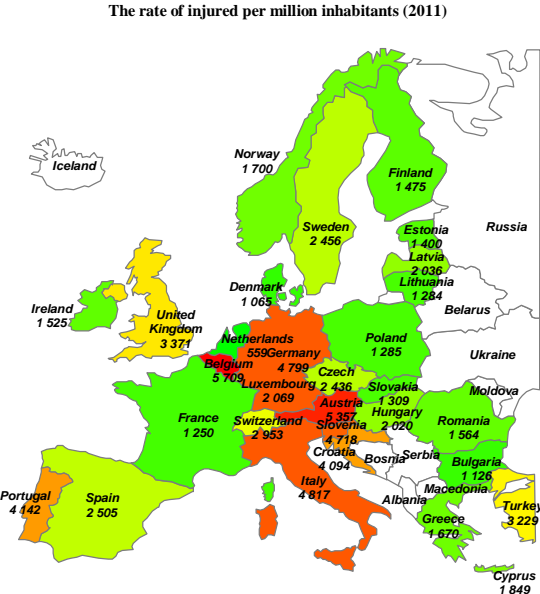 The rate of injured per million inhabitants (2011)
Iceland
Norway
1 700
Finland
1 475
Sweden
2 456
Russia
Estonia
1 400
Latvia
2 036
Lithuania
1 284
Denmark
1 065
Belarus
Ireland
1 525
United
Kingdom
3 371
Netherlands
559
Germany
4 799
Poland
1 285
Ukraine
Belgium
5 709
Luxembourg
2 069
Czech
2 436
Slovakia
1 309
Moldova
Austria
5 357
Hungary
2 020
France
1 250
Switzerland
2 953
Slovenia
4 718
Romania
1 564
Croatia
4 094
Bosnia
Serbia
Bulgaria
1 126
Portugal
4 142
Spain
2 505
Italy
4 817
Macedonia
Albania
Turkey
3 229
Greece
1 670
Cyprus
1 849